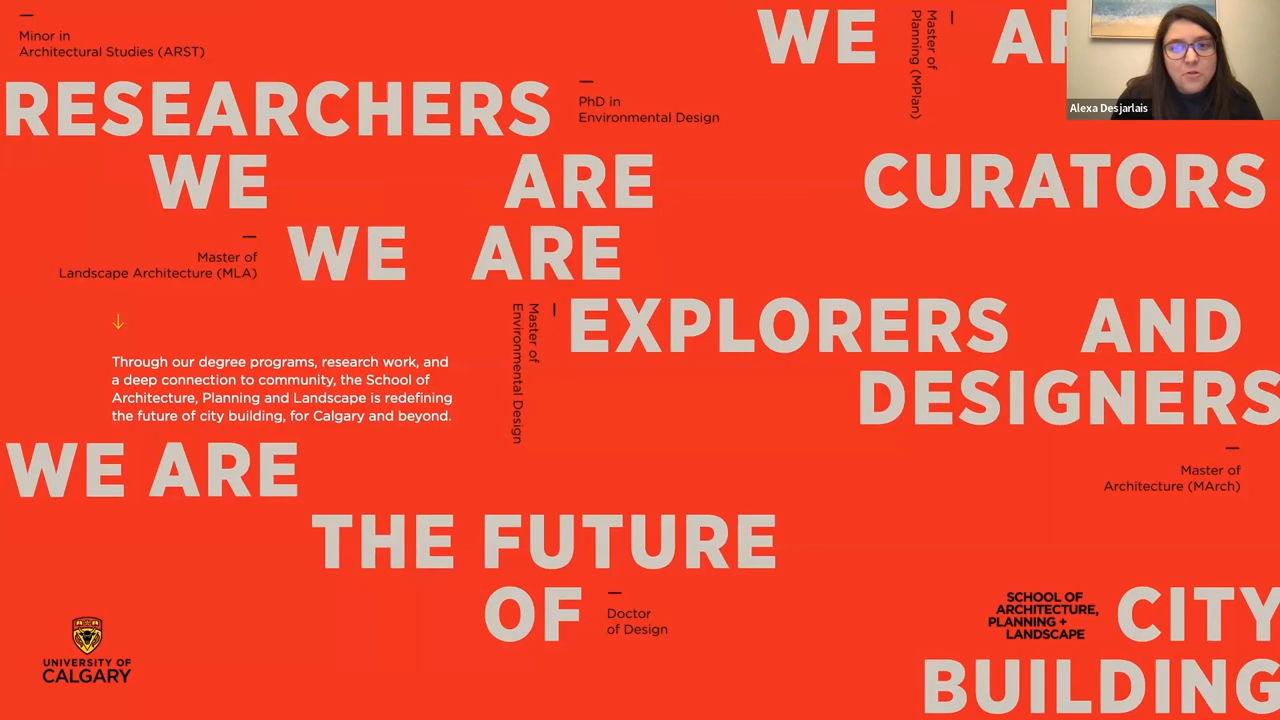 Minor in
Architectural Studies (ARST)
WE
Master of
Planning (MPlan)
Alexa Desjarlais
RESEARCHERS
PhD in
Environmental Design
WE ARE CURATORS
Master of
Landscape Architecture (MLA)
WE ARE
Master of
Environmental Design
EXPLORERS AND
DESIGNERS
↓
Through our degree programs, research work, and
a deep connection to community, the School of
Architecture, Planning and Landscape is redefining
the future of city building, for Calgary and beyond.
WE ARE
Master of
Architecture (MArch)
THE FUTURE
OF
Doctor
of Design
SCHOOL OF
ARCHITECTURE,
PLANNING +
LANDSCAPE
CITY
BUILDING
UNIVERSITY OF
CALGARY